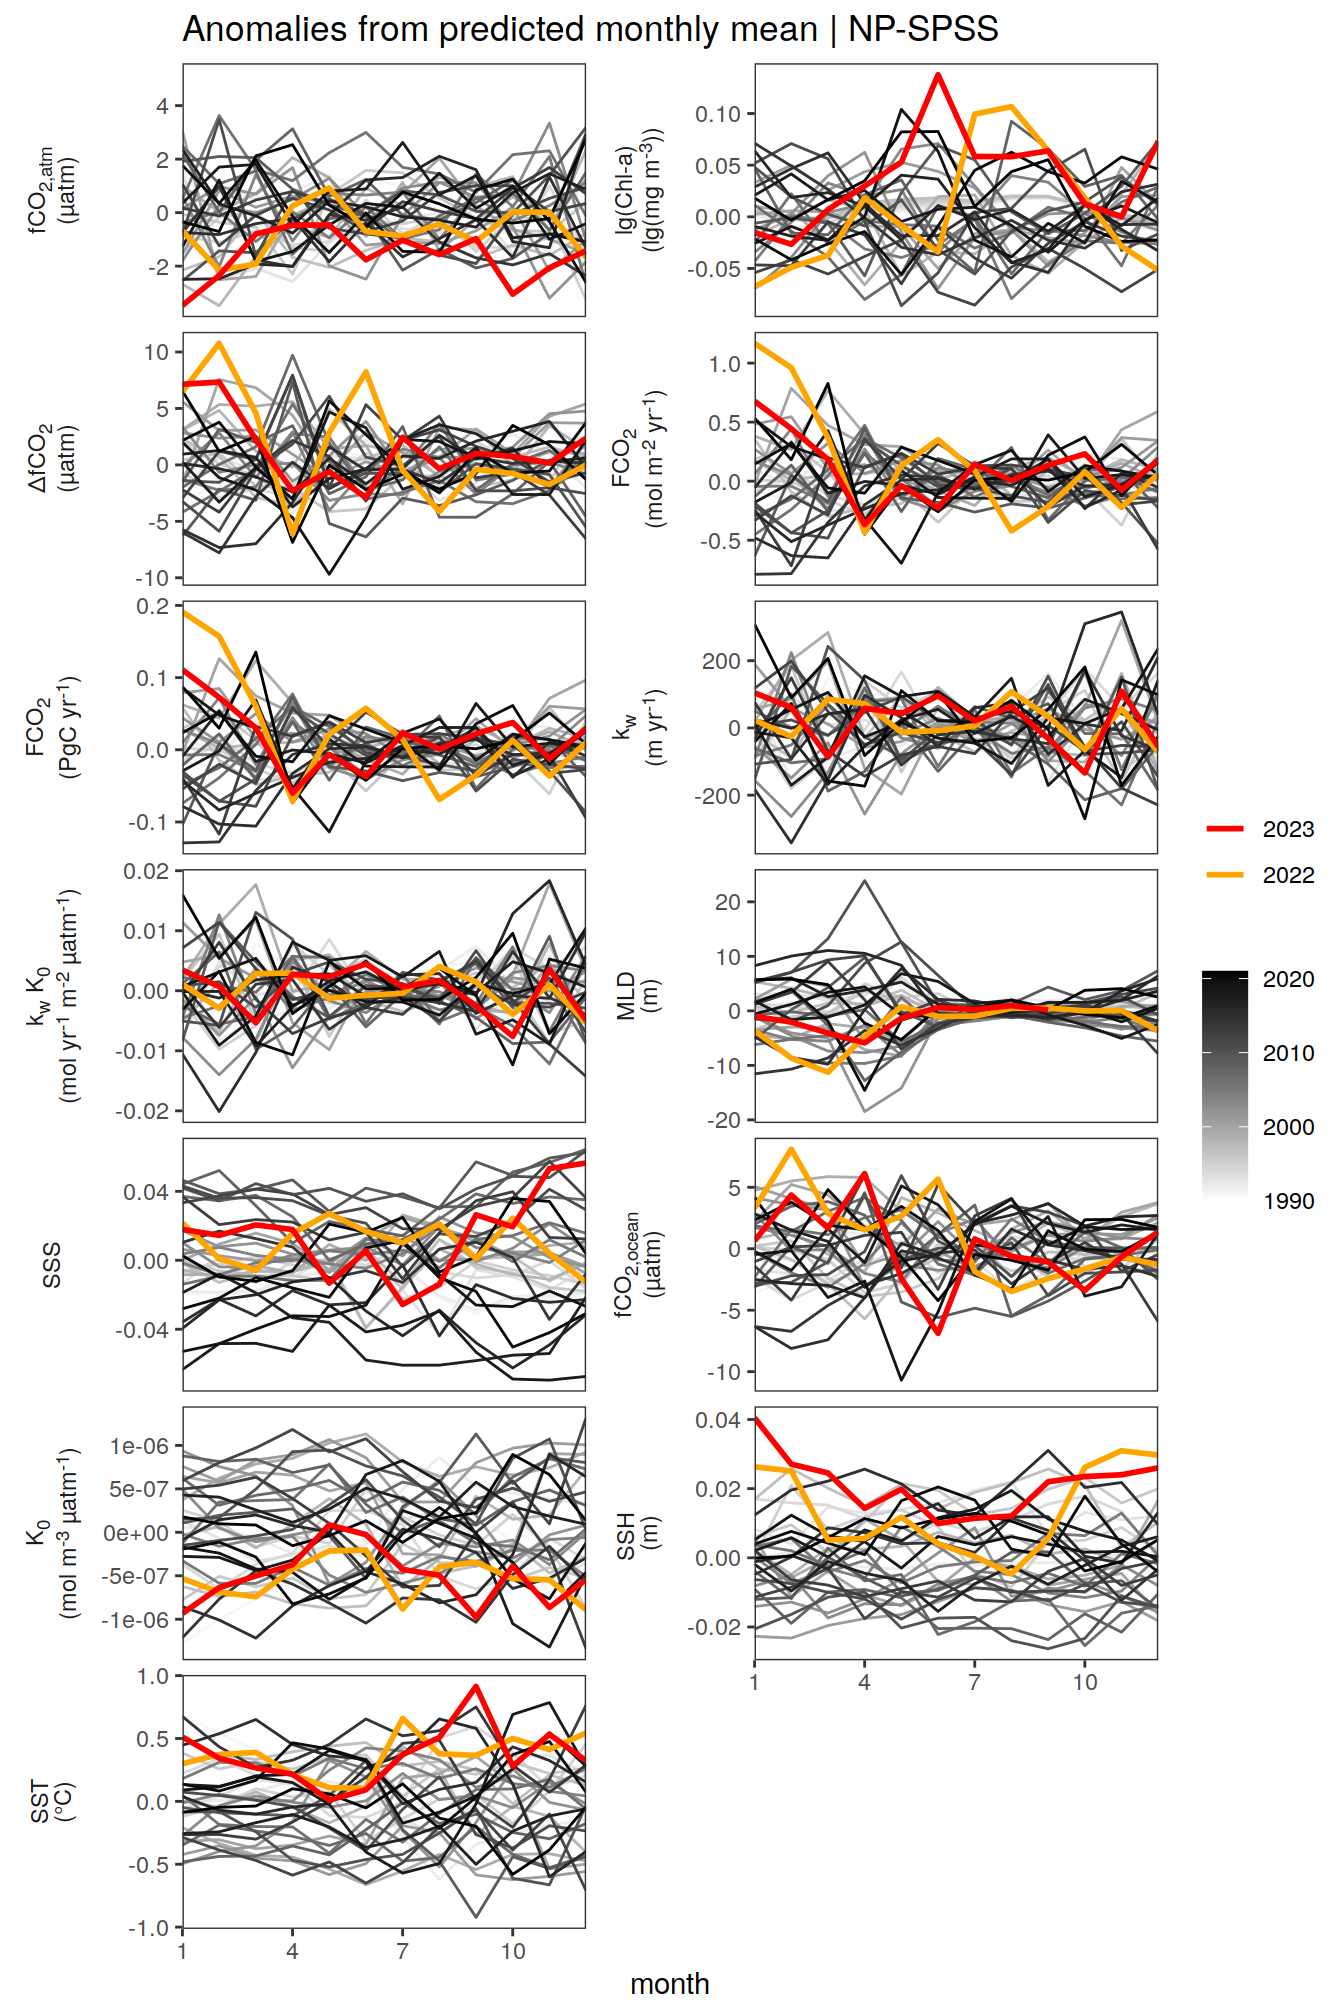 Anomalies from predicted monthly mean | NP-SPSS
fCO2,atm
(µatm)
4
2
0
-2
lg(Chl-a)
(lg(mg m-3))
0.10
0.05
0.00
-0.05
ΔfCO2
(µatm)
10
5
0
-5
-10
FCO2
(mol m-2 yr-1)
1.0
0.5
0.0
-0.5
FCO2
(PgC yr-1)
0.2
0.1
0.0
-0.1
kw
(m yr-1)
200
0
-200
kw K0
(mol yr-1 m-2 µatm-1)
0.02
0.01
0.00
-0.01
-0.02
MLD
(m)
20
10
0
-10
-20
SSS
0.04
0.00
-0.04
fCO2,ocean
(µatm)
5
0
-5
-10
K0
(mol m-3 µatm-1)
1e-06
5e-07
0e+00
-5e-07
-1e-06
SSH
(m)
0.04
0.02
0.00
-0.02
1 4 7 10
SST
(°C)
1.0
0.5
0.0
-0.5
-1.0
1 4 7 10
month
2023
2022
2020
2010
2000
1990